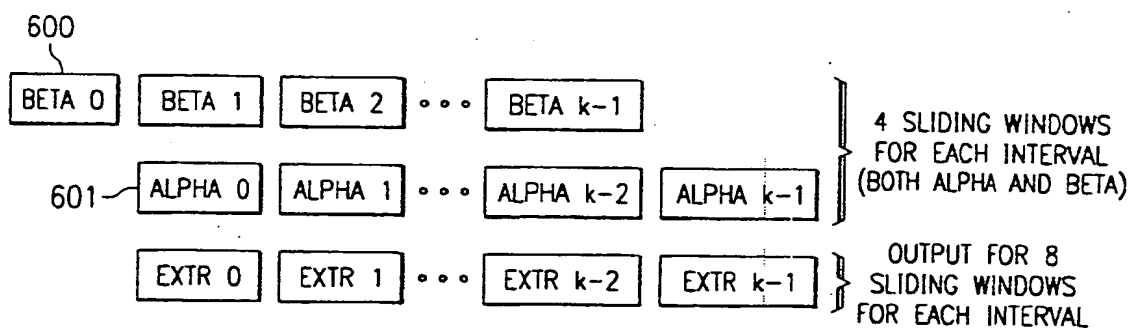 600
BETA 0 BETA 1 BETA 2 ••• BETA k-1
4 SLIDING WINDOWS
FOR EACH INTERVAL
(BOTH ALPHA AND BETA)
601 ALPHA 0 ALPHA 1 ••• ALPHA k-2 ALPHA k-1
EXTR 0 EXTR 1 ••• EXTR k-2 EXTR k-1
OUTPUT FOR 8
SLIDING WINDOWS
FOR EACH INTERVAL